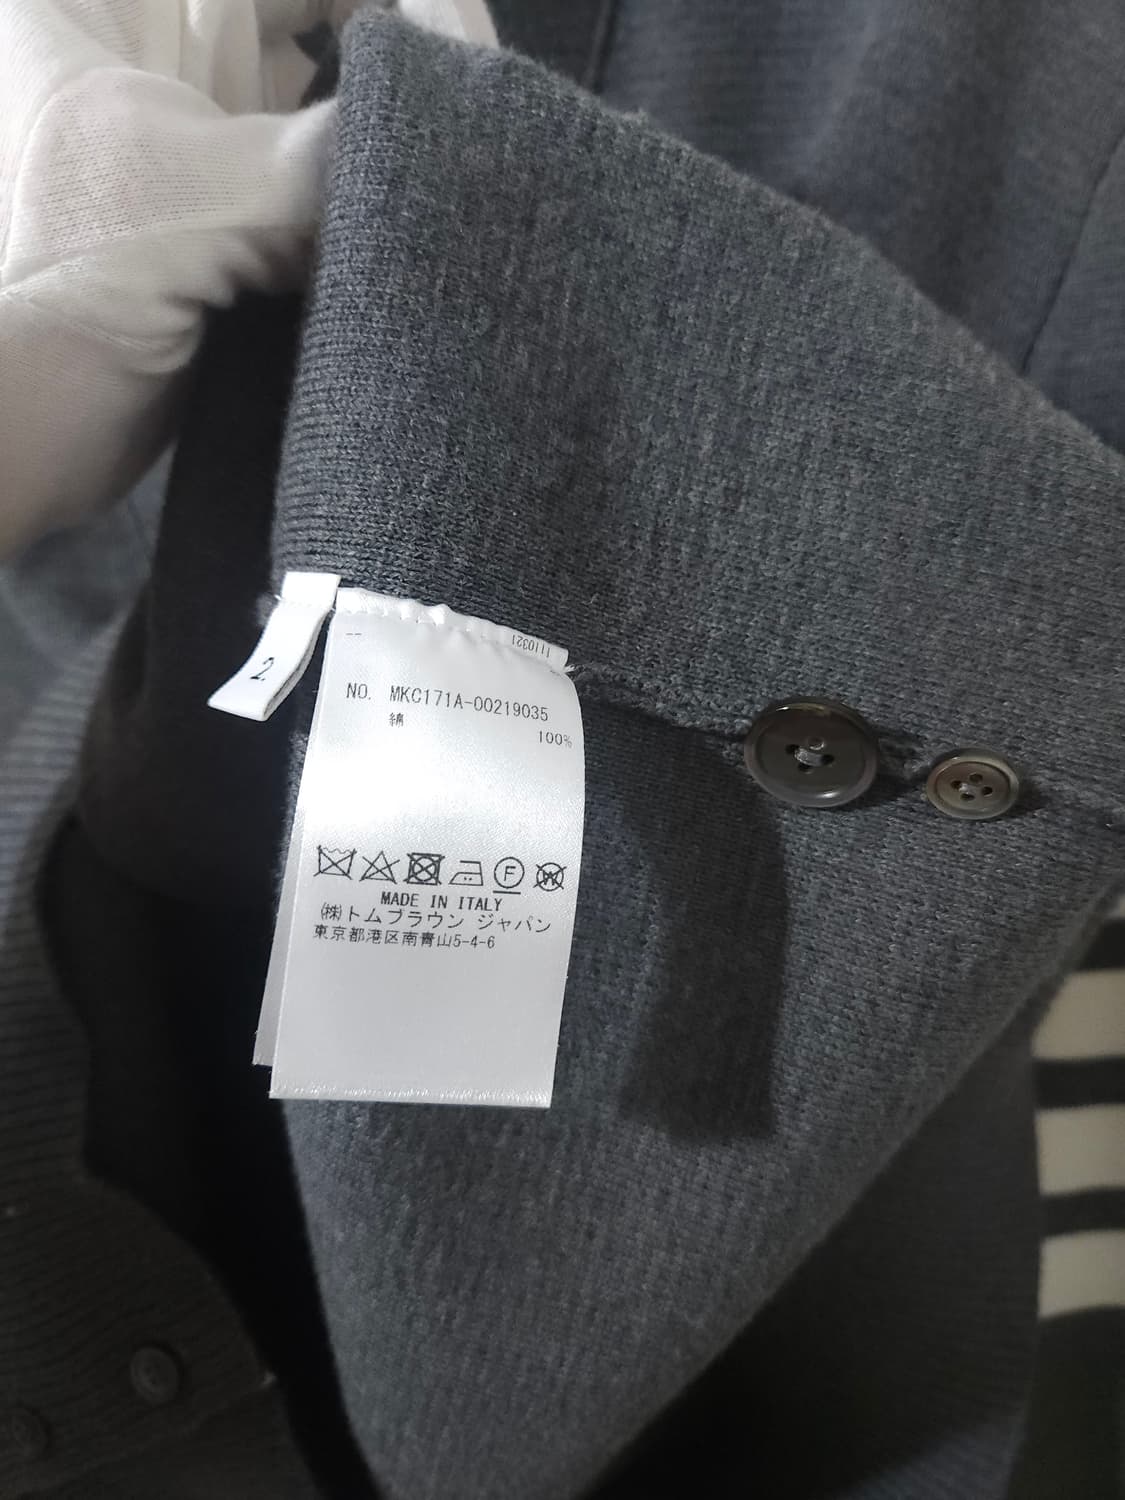 1110321
2
NO. MKC171A-00219035
綿
100%
F
W
MADE IN ITALY
㈱トムブラウン ジャパン
東京都港区南青山5-4-6